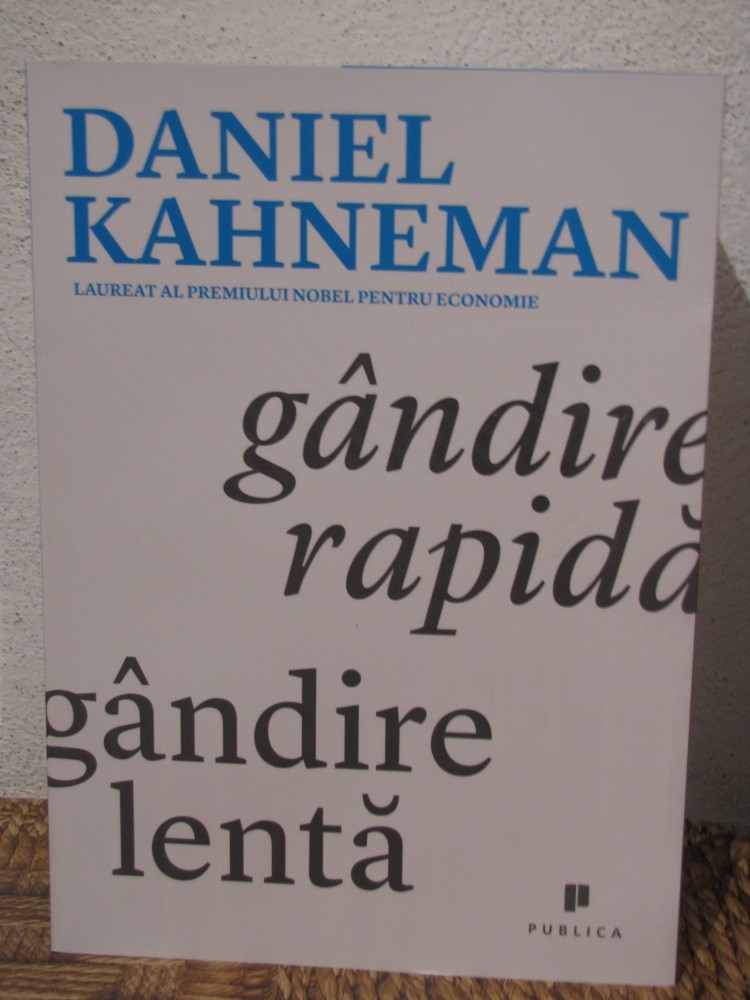 DANIEL
KAHNEMAN
LAUREAT AL PREMIULUI NOBEL PENTRU ECONOMIE
gândire
rapidă
gândire
lentă
PUBLICA